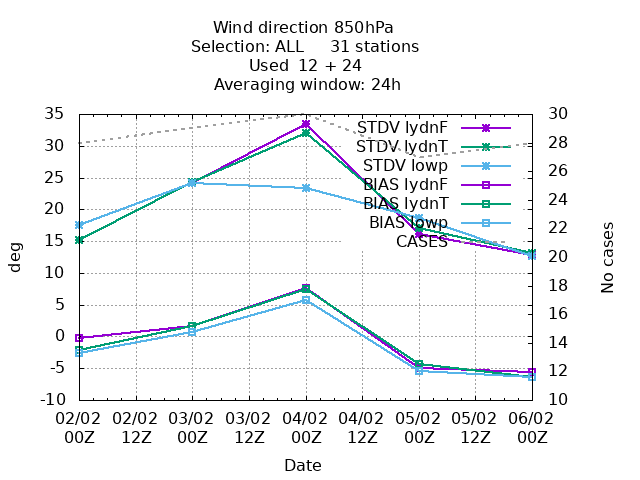 Wind direction 850hPa
Selection: ALL 31 stations
Used 12 + 24
Averaging window: 24h
35
30
25
20
15
10
5
0
-5
-10
deg
30
28
26
24
22
20
18
16
14
12
10
No cases
STDV lydnF
STDV lydnT
STDV lowp
BIAS lydnF
BIAS lydnT
BIAS lowp
CASES
02/02 02/02 03/02 03/02 04/02 04/02 05/02 05/02 06/02
00Z 12Z 00Z 12Z 00Z 12Z 00Z 12Z 00Z
Date